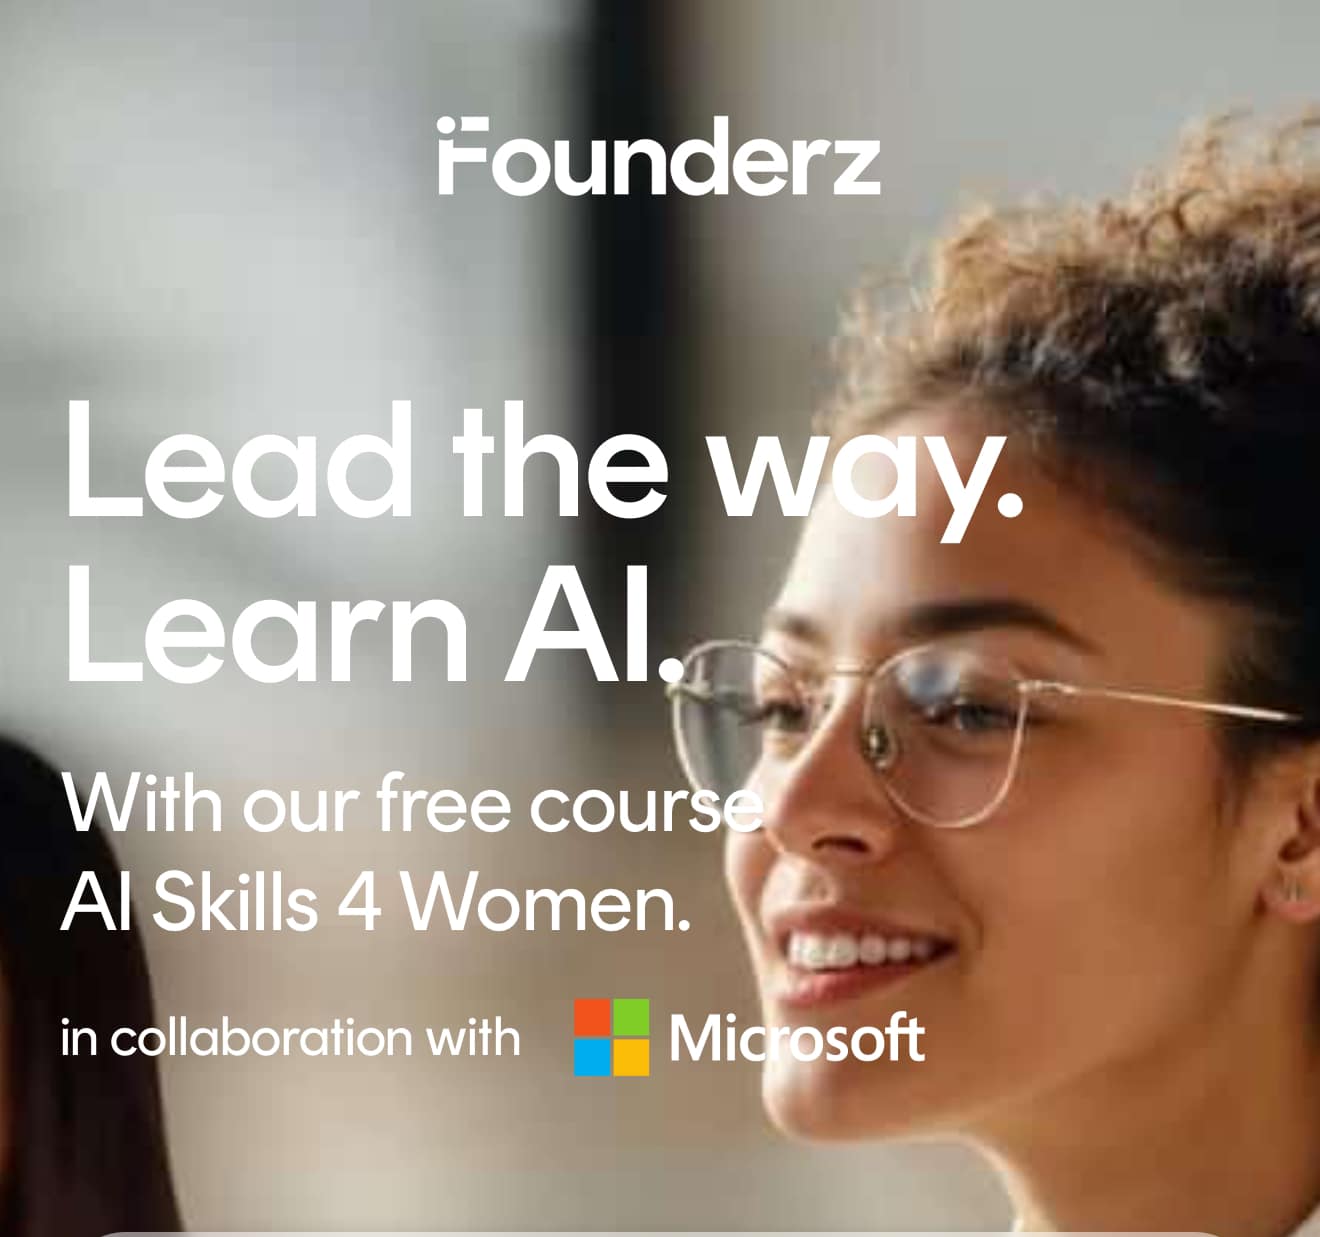 Founderz
Lead the way.
Learn AI.
With our free course
AI Skills 4 Women.
in collaboration with Microsoft